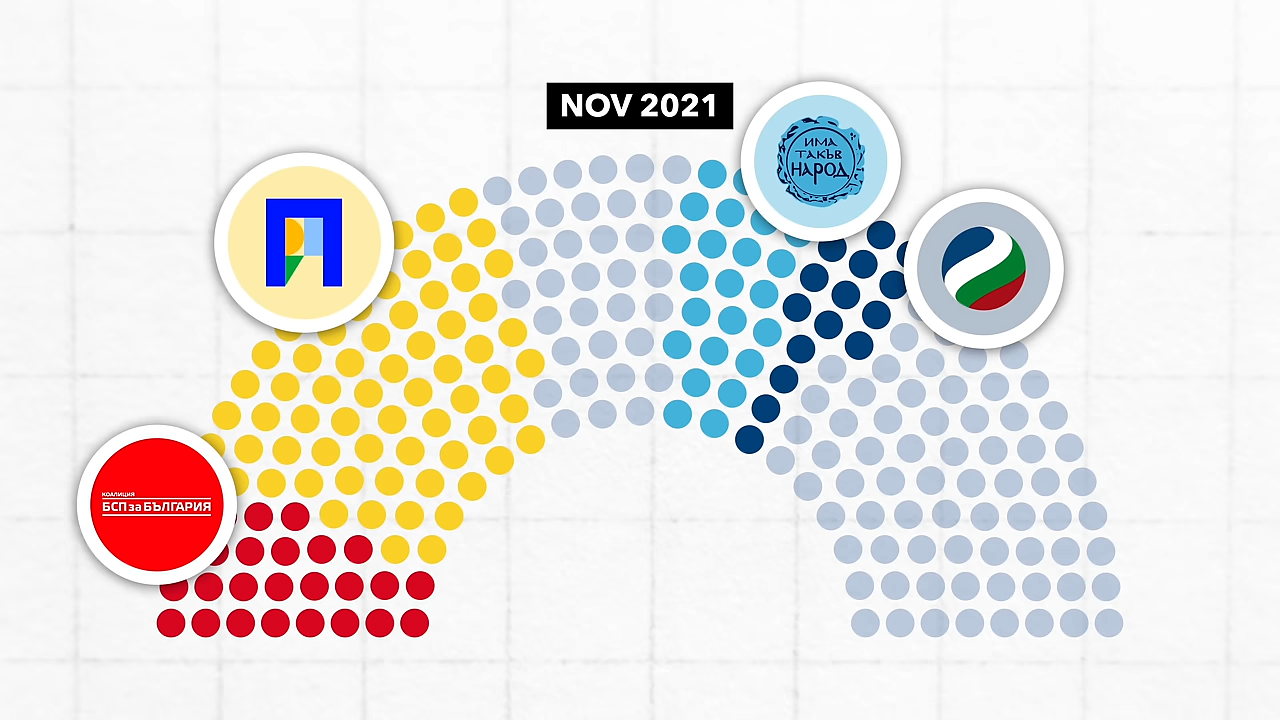 NOV 2021
ИМА
ТАКЪВ
НАРОД
КОАЛИЦИЯ
БСП за БЪЛГАРИЯ